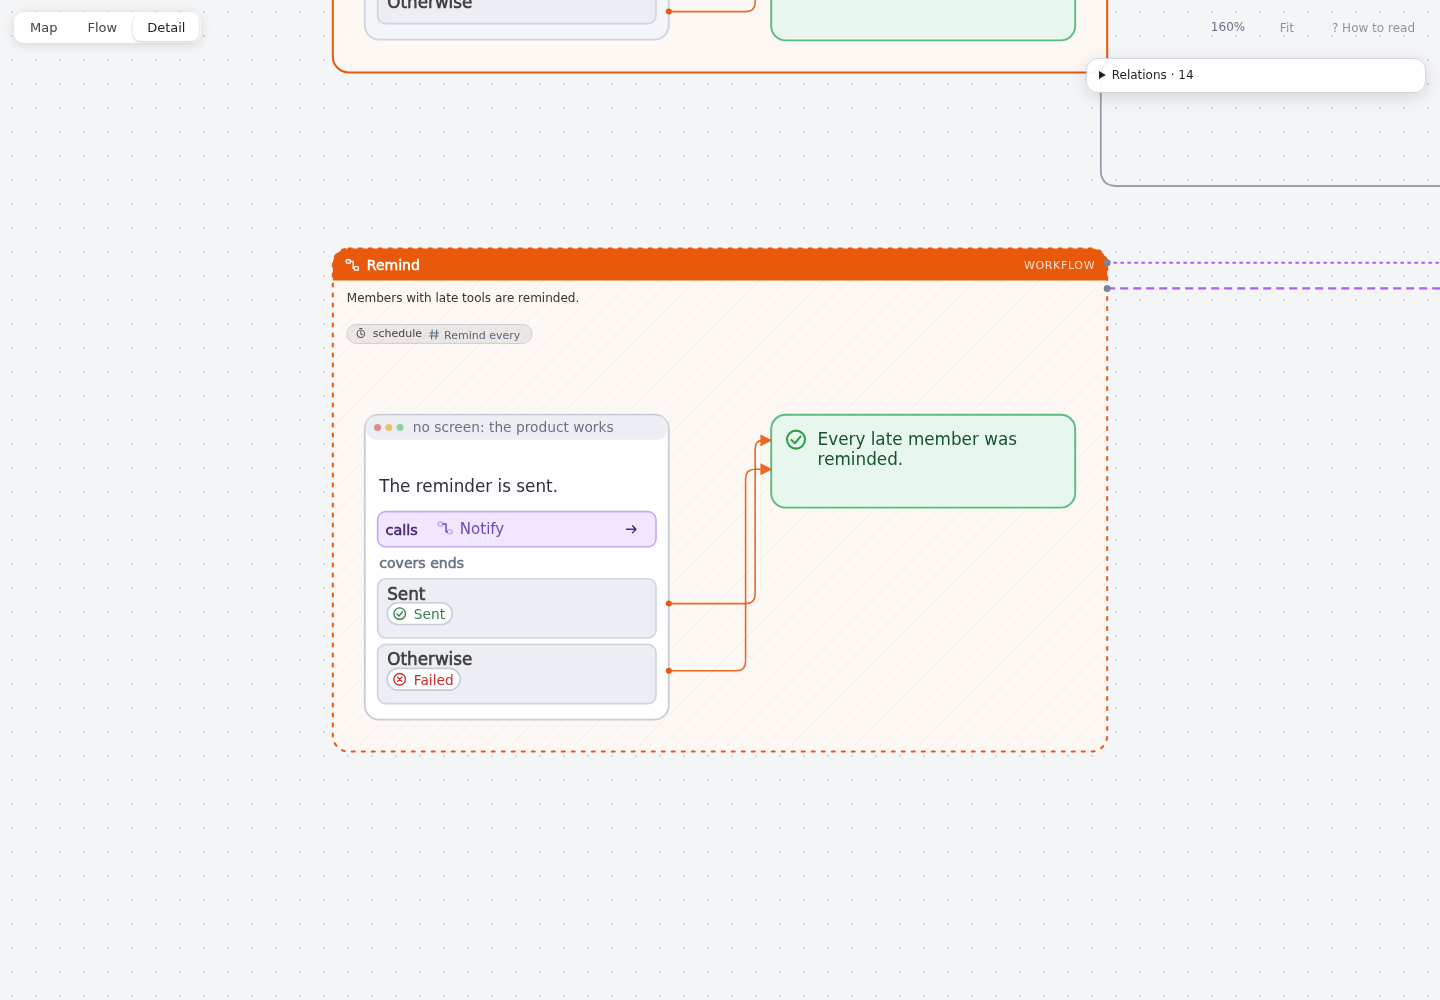 Map Flow Detail
160% Fit ? How to read
Otherwise
Relations · 14
Remind
WORKFLOW
Members with late tools are reminded.
schedule Remind every
no screen: the product works
The reminder is sent.
calls Notify →
covers ends
Sent
Sent
Otherwise
Failed
Every late member was
reminded.